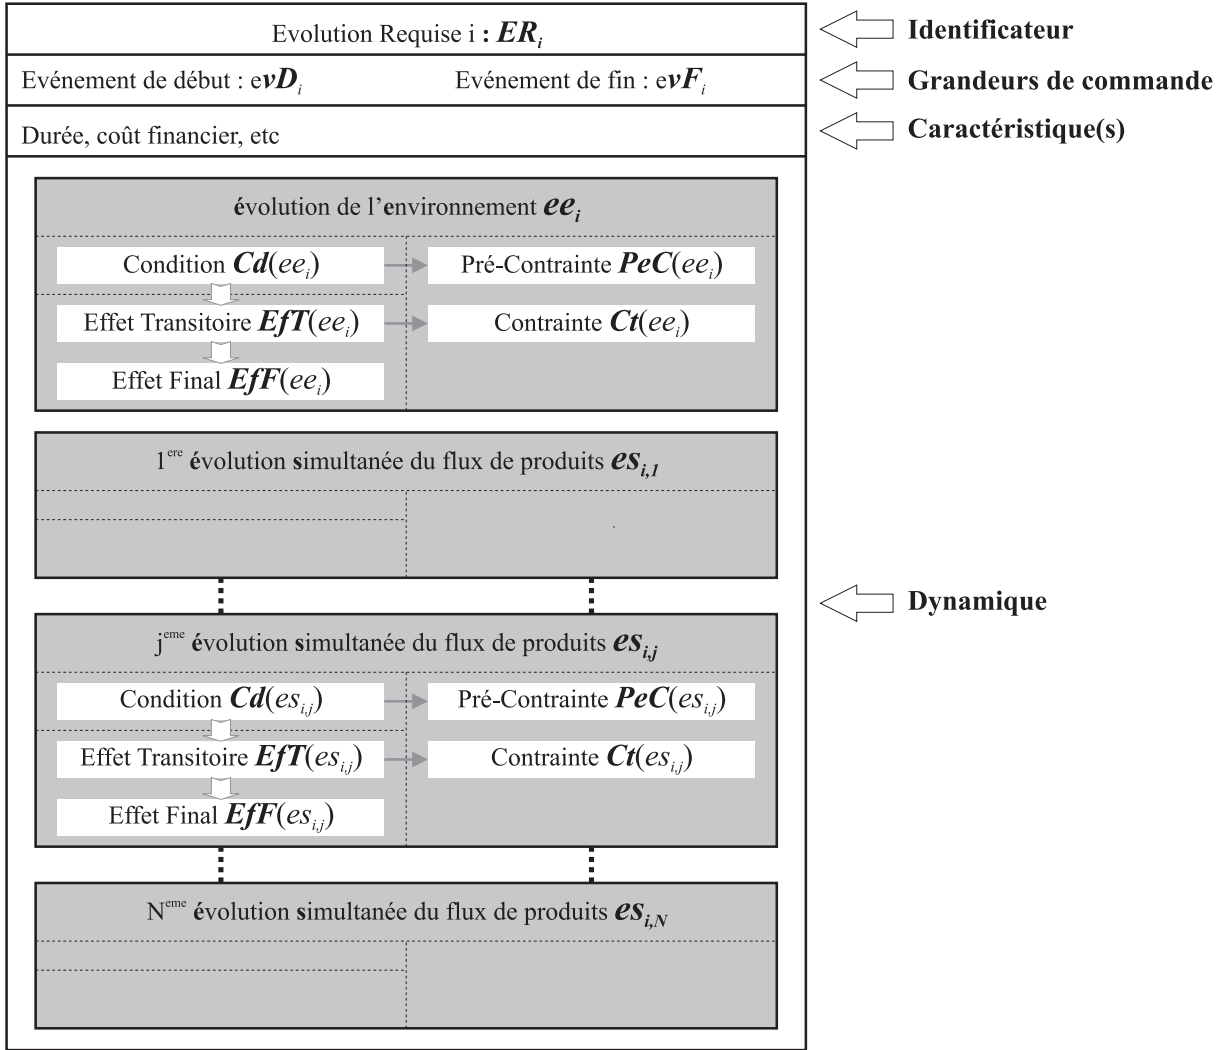 Evolution Requise i : ERi
Identificateur
Evénement de début : evDi
Evénement de fin : evFi
Grandeurs de commande
Durée, coût financier, etc
Caractéristique(s)
évolution de l’environnement eei
Condition Cd(eei)
Pré-Contrainte PeC(eei)
Effet Transitoire EfT(eei)
Contrainte Ct(eei)
Effet Final EfF(eei)
1ere évolution simultanée du flux de produits esi,1
Dynamique
jeme évolution simultanée du flux de produits esi,j
Condition Cd(esi,j)
Pré-Contrainte PeC(esi,j)
Effet Transitoire EfT(esi,j)
Contrainte Ct(esi,j)
Effet Final EfF(esi,j)
Neme évolution simultanée du flux de produits esi,N